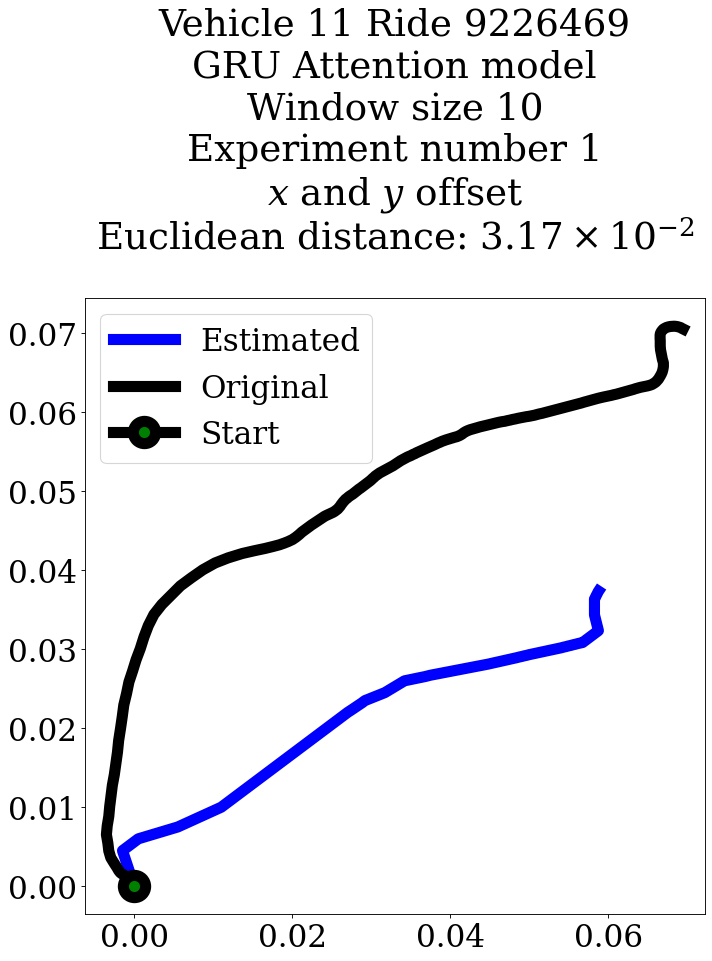 Vehicle 11 Ride 9226469
GRU Attention model
Window size 10
Experiment number 1
x and y offset
Euclidean distance: 3.17 × 10⁻²
Estimated
Original
Start
0.07
0.06
0.05
0.04
0.03
0.02
0.01
0.00
0.00 0.02 0.04 0.06